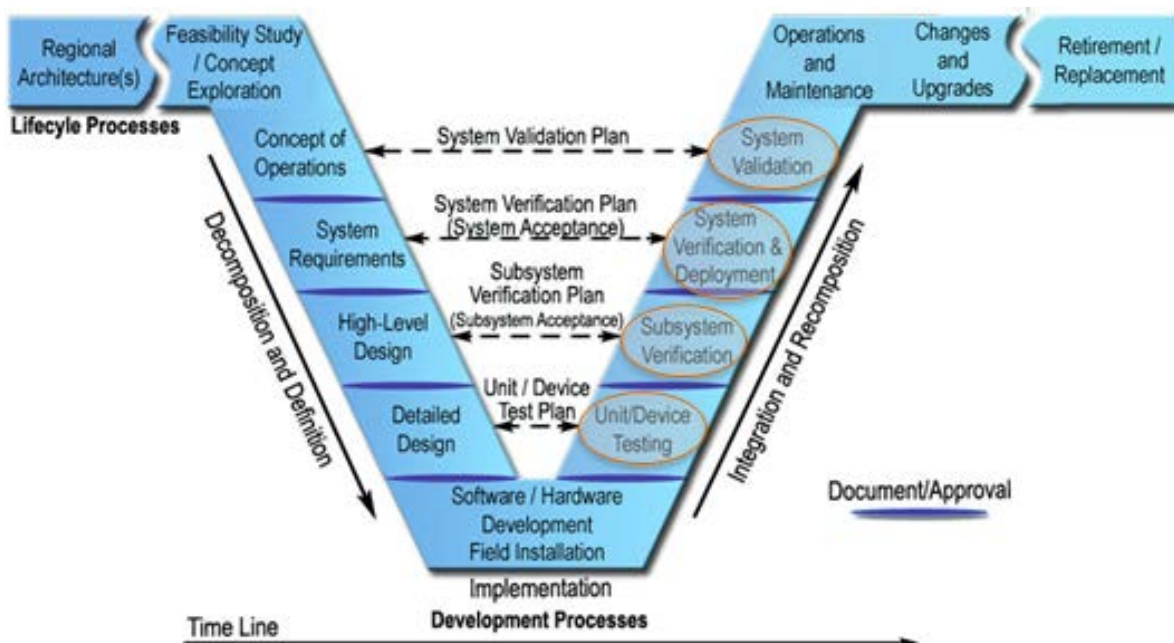 Regional
Architecture(s)
Feasibility Study
/ Concept
Exploration
Operations
and
Maintenance
Changes
and
Upgrades
Retirement /
Replacement
Lifecyle Processes
Concept of
Operations
System Validation Plan
System
Validation
System
Requirements
System Verification Plan
(System Acceptance)
System
Verification &
Deployment
High-Level
Design
Subsystem
Verification Plan
(Subsystem Acceptance)
Subsystem
Verification
Detailed
Design
Unit / Device
Test Plan
Unit/Device
Testing
Decomposition and Definition
Integration and Recomposition
Software / Hardware
Development
Field Installation
Document/Approval
Implementation
Development Processes
Time Line